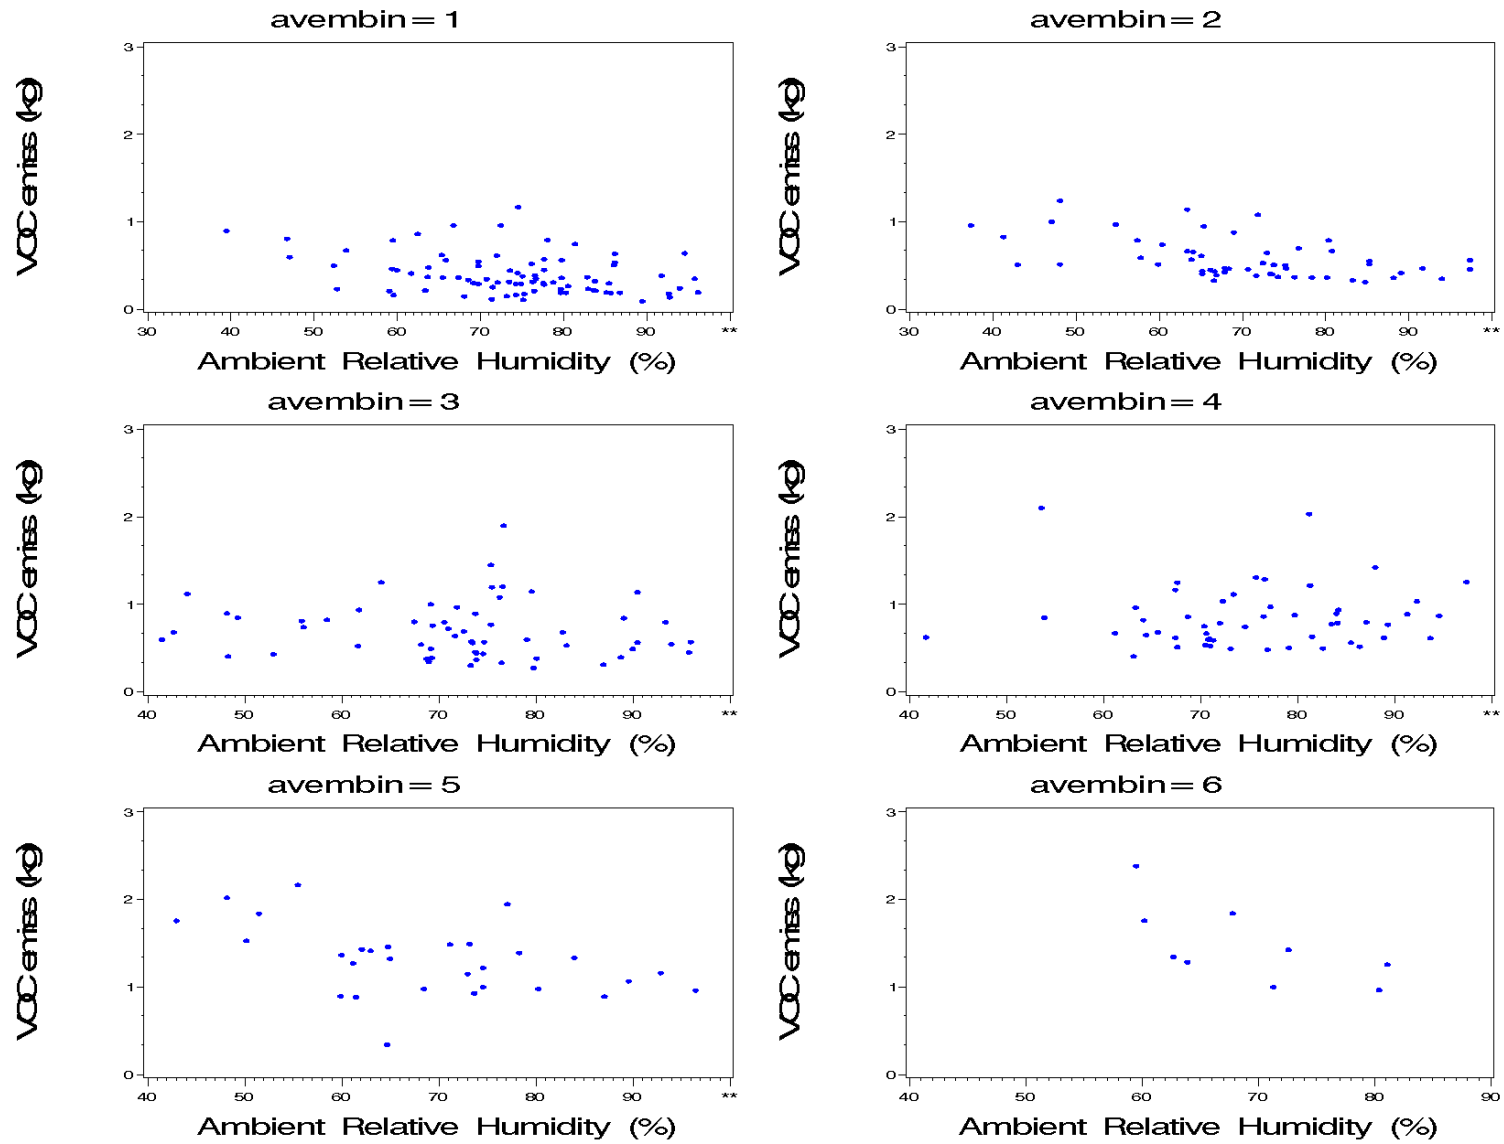 avembin = 1
avembin = 2
3
2
1
0
VOC emiss (kg)
30 40 50 60 70 80 90 **
Ambient Relative Humidity (%)
3
2
1
0
VOC emiss (kg)
30 40 50 60 70 80 90 **
Ambient Relative Humidity (%)
avembin = 3
avembin = 4
3
2
1
0
VOC emiss (kg)
40 50 60 70 80 90 **
Ambient Relative Humidity (%)
3
2
1
0
VOC emiss (kg)
40 50 60 70 80 90 **
Ambient Relative Humidity (%)
avembin = 5
avembin = 6
3
2
1
0
VOC emiss (kg)
40 50 60 70 80 90 **
Ambient Relative Humidity (%)
3
2
1
0
VOC emiss (kg)
40 50 60 70 80 90
Ambient Relative Humidity (%)